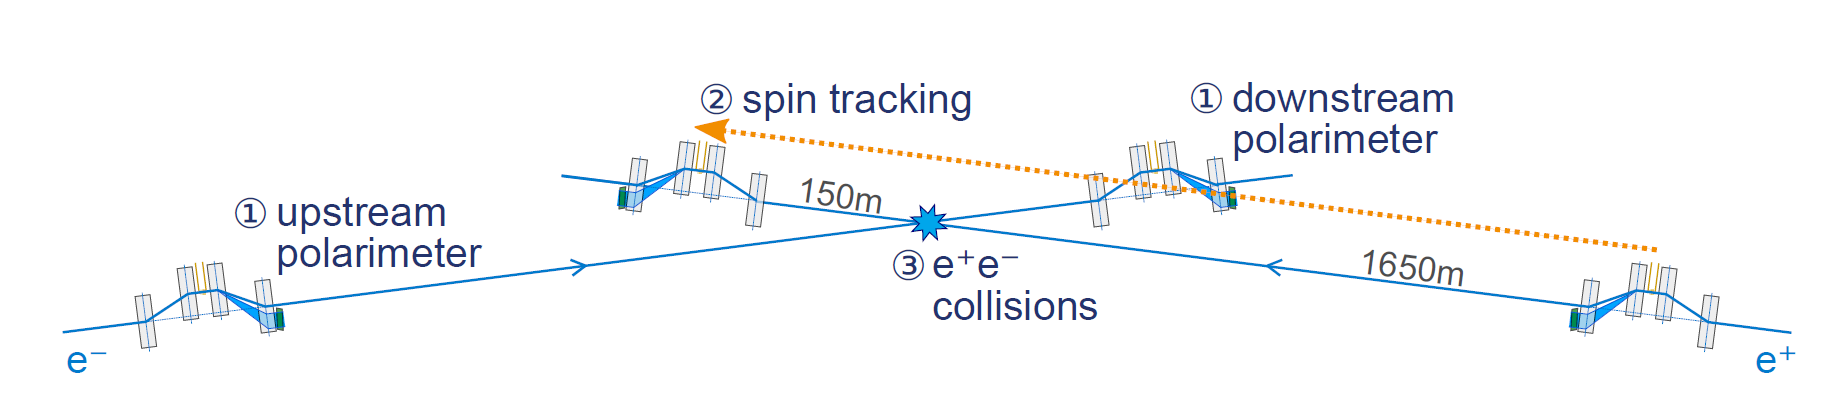 ② spin tracking
① downstream
polarimeter
150m
① upstream
polarimeter
③ e⁺e⁻
collisions
1650m
e⁻
e⁺